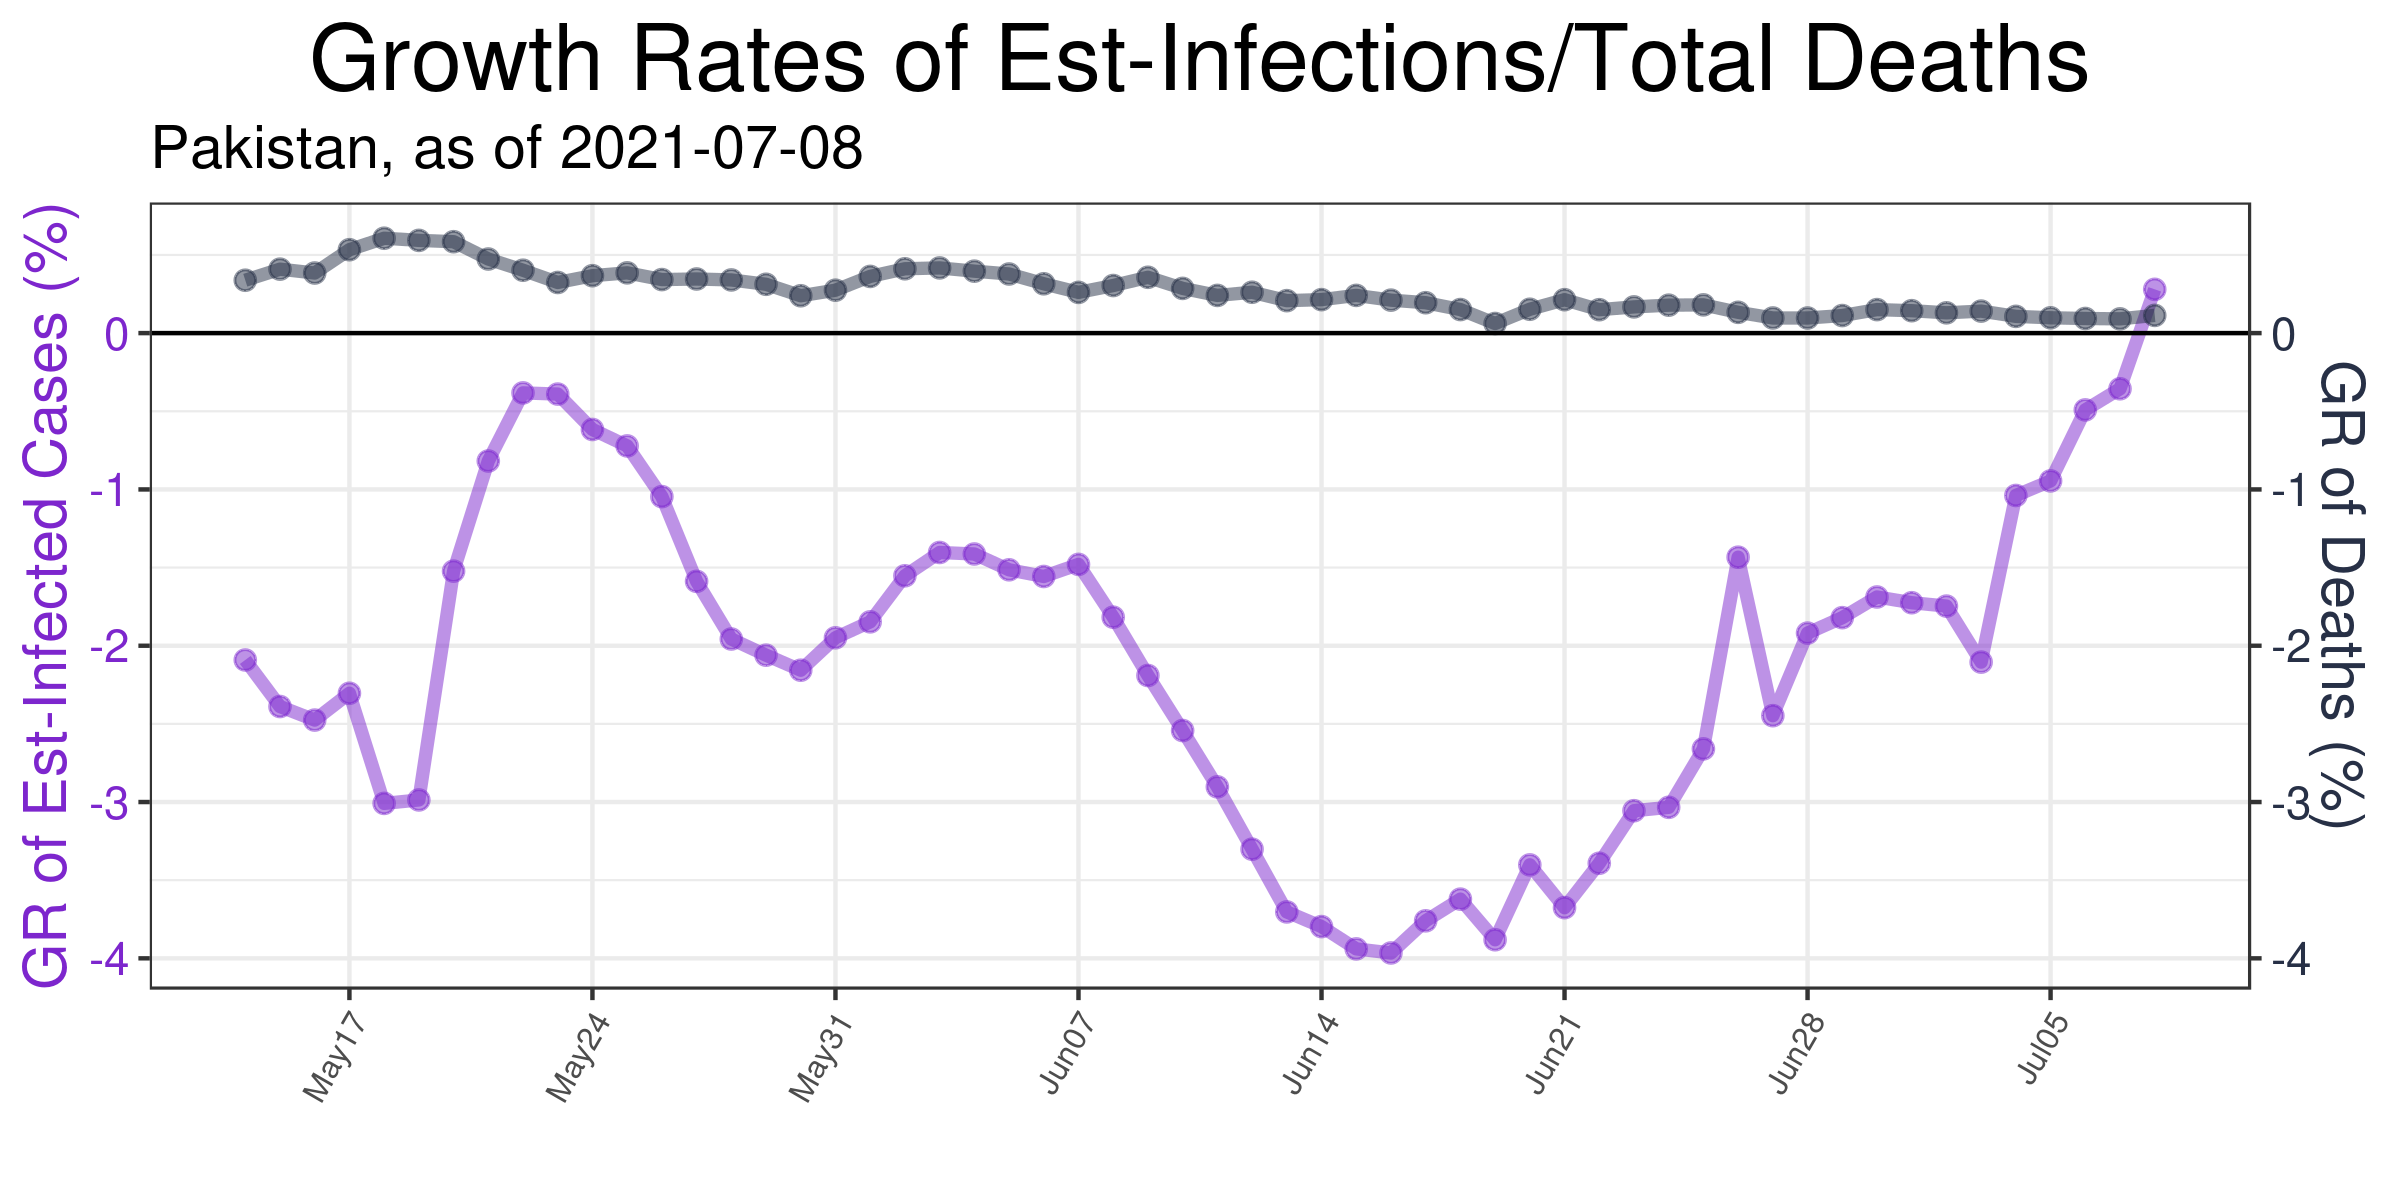 Growth Rates of Est-Infections/Total Deaths
Pakistan, as of 2021-07-08
GR of Est-Infected Cases (%)
0
-1
-2
-3
-4
0
-1
-2
-3
-4
GR of Deaths (%)
May17
May24
May31
Jun07
Jun14
Jun21
Jun28
Jul05